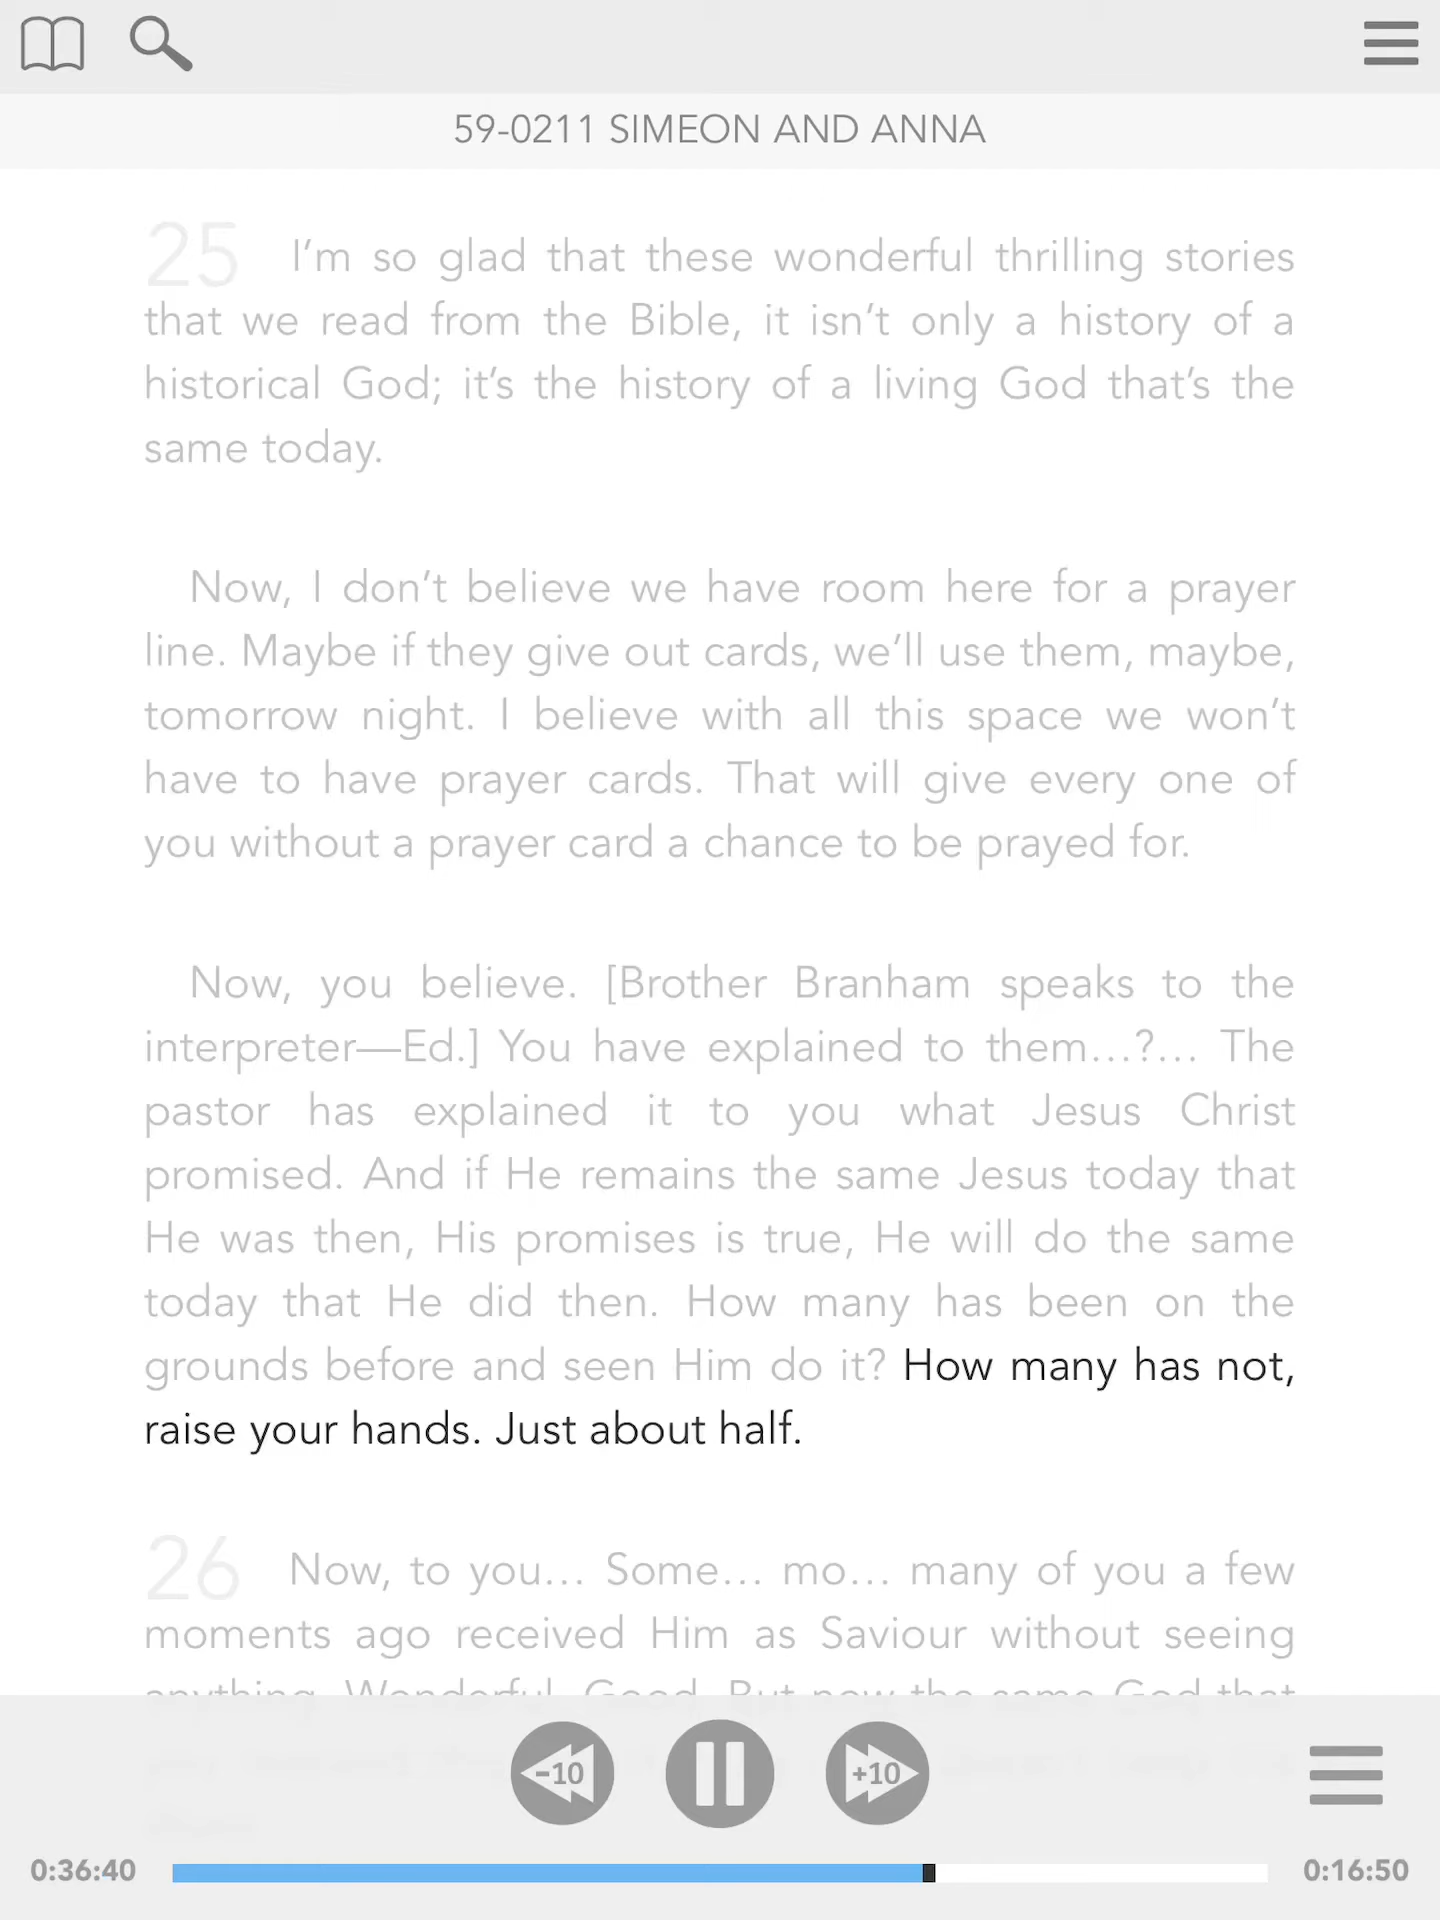 59-0211 SIMEON AND ANNA
25 I’m so glad that these wonderful thrilling stories
that we read from the Bible, it isn’t only a history of a
historical God; it’s the history of a living God that’s the
same today.
Now, I don’t believe we have room here for a prayer
line. Maybe if they give out cards, we’ll use them, maybe,
tomorrow night. I believe with all this space we won’t
have to have prayer cards. That will give every one of
you without a prayer card a chance to be prayed for.
Now, you believe. [Brother Branham speaks to the
interpreter—Ed.] You have explained to them…?… The
pastor has explained it to you what Jesus Christ
promised. And if He remains the same Jesus today that
He was then, His promises is true, He will do the same
today that He did then. How many has been on the
grounds before and seen Him do it? How many has not,
raise your hands. Just about half.
26 Now, to you… Some… mo… many of you a few
moments ago received Him as Saviour without seeing
anything. Wonderful. Good. But now the same God that
-10 +10
0:36:40 0:16:50